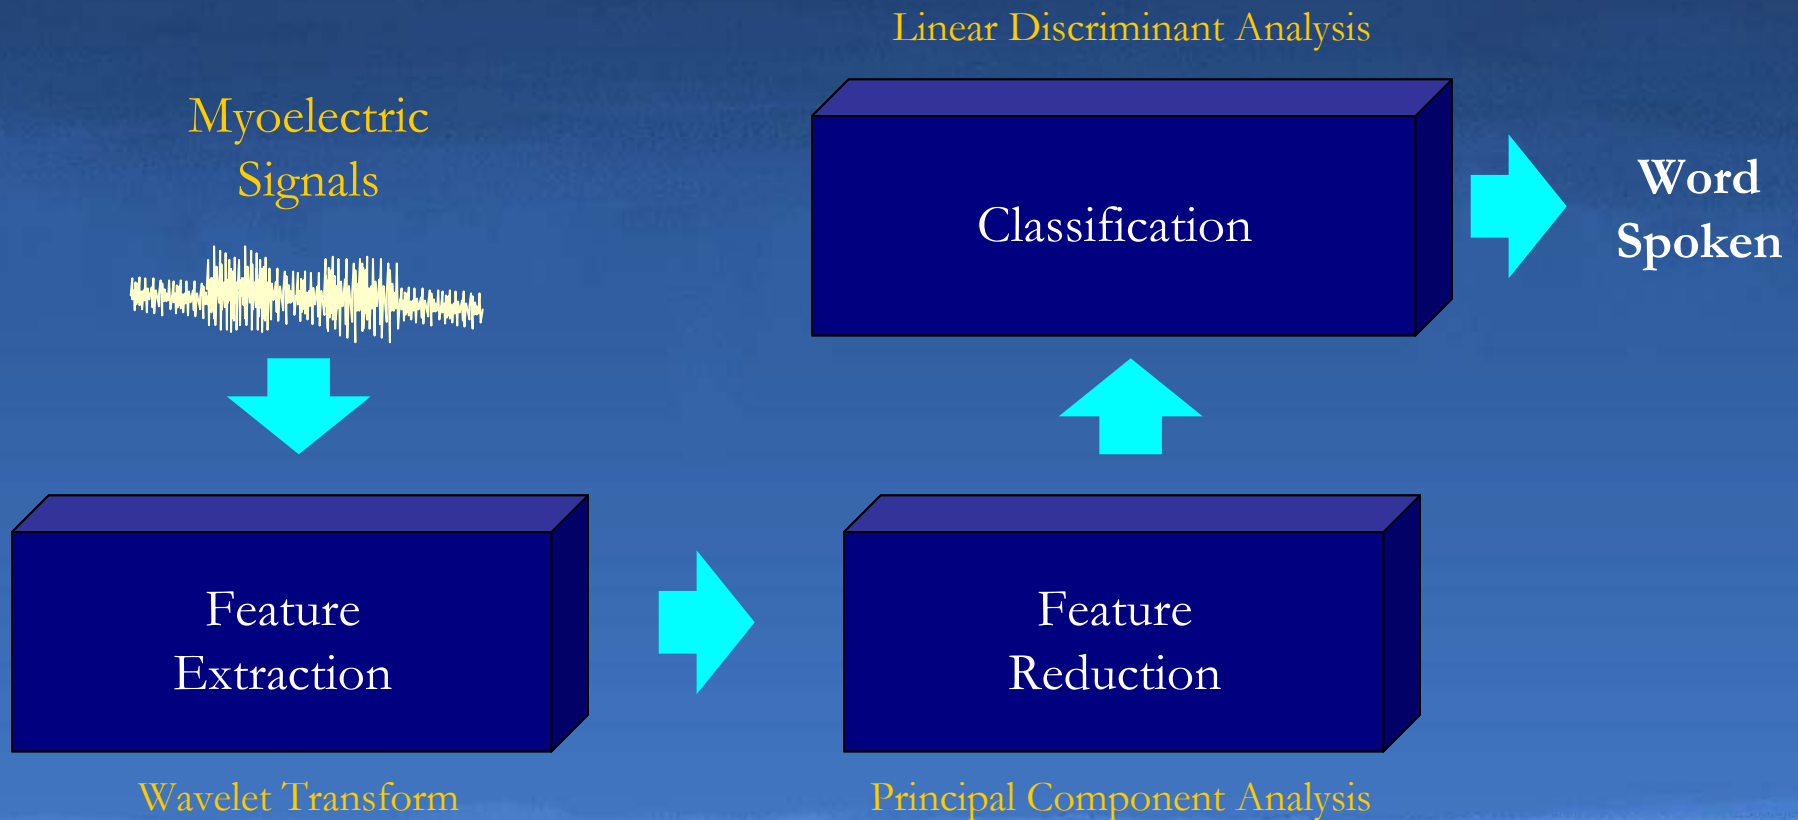 Myoelectric
Signals
Feature
Extraction
Wavelet Transform
Feature
Reduction
Principal Component Analysis
Linear Discriminant Analysis
Classification
Word
Spoken